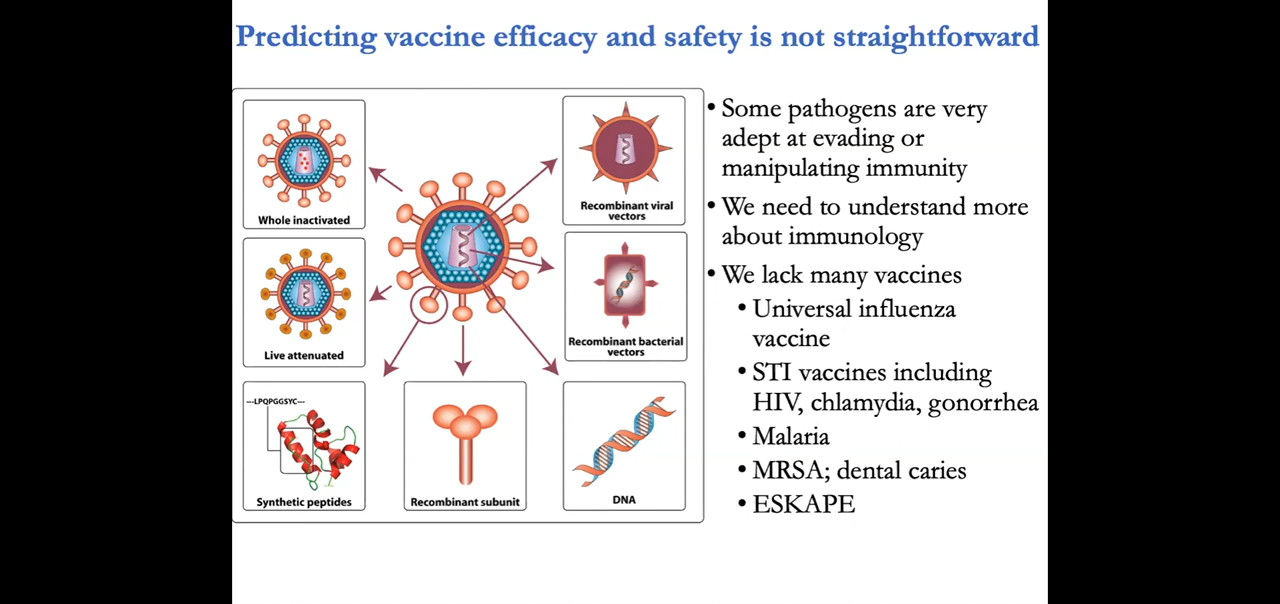 Predicting vaccine efficacy and safety is not straightforward
Whole inactivated
Live attenuated
---LPQPGGSYC---
Synthetic peptides
Recombinant subunit
DNA
Recombinant viral
vectors
Recombinant bacterial
vectors
• Some pathogens are very
adept at evading or
manipulating immunity
• We need to understand more
about immunology
• We lack many vaccines
• Universal influenza
vaccine
• STI vaccines including
HIV, chlamydia, gonorrhea
• Malaria
• MRSA; dental caries
• ESKAPE